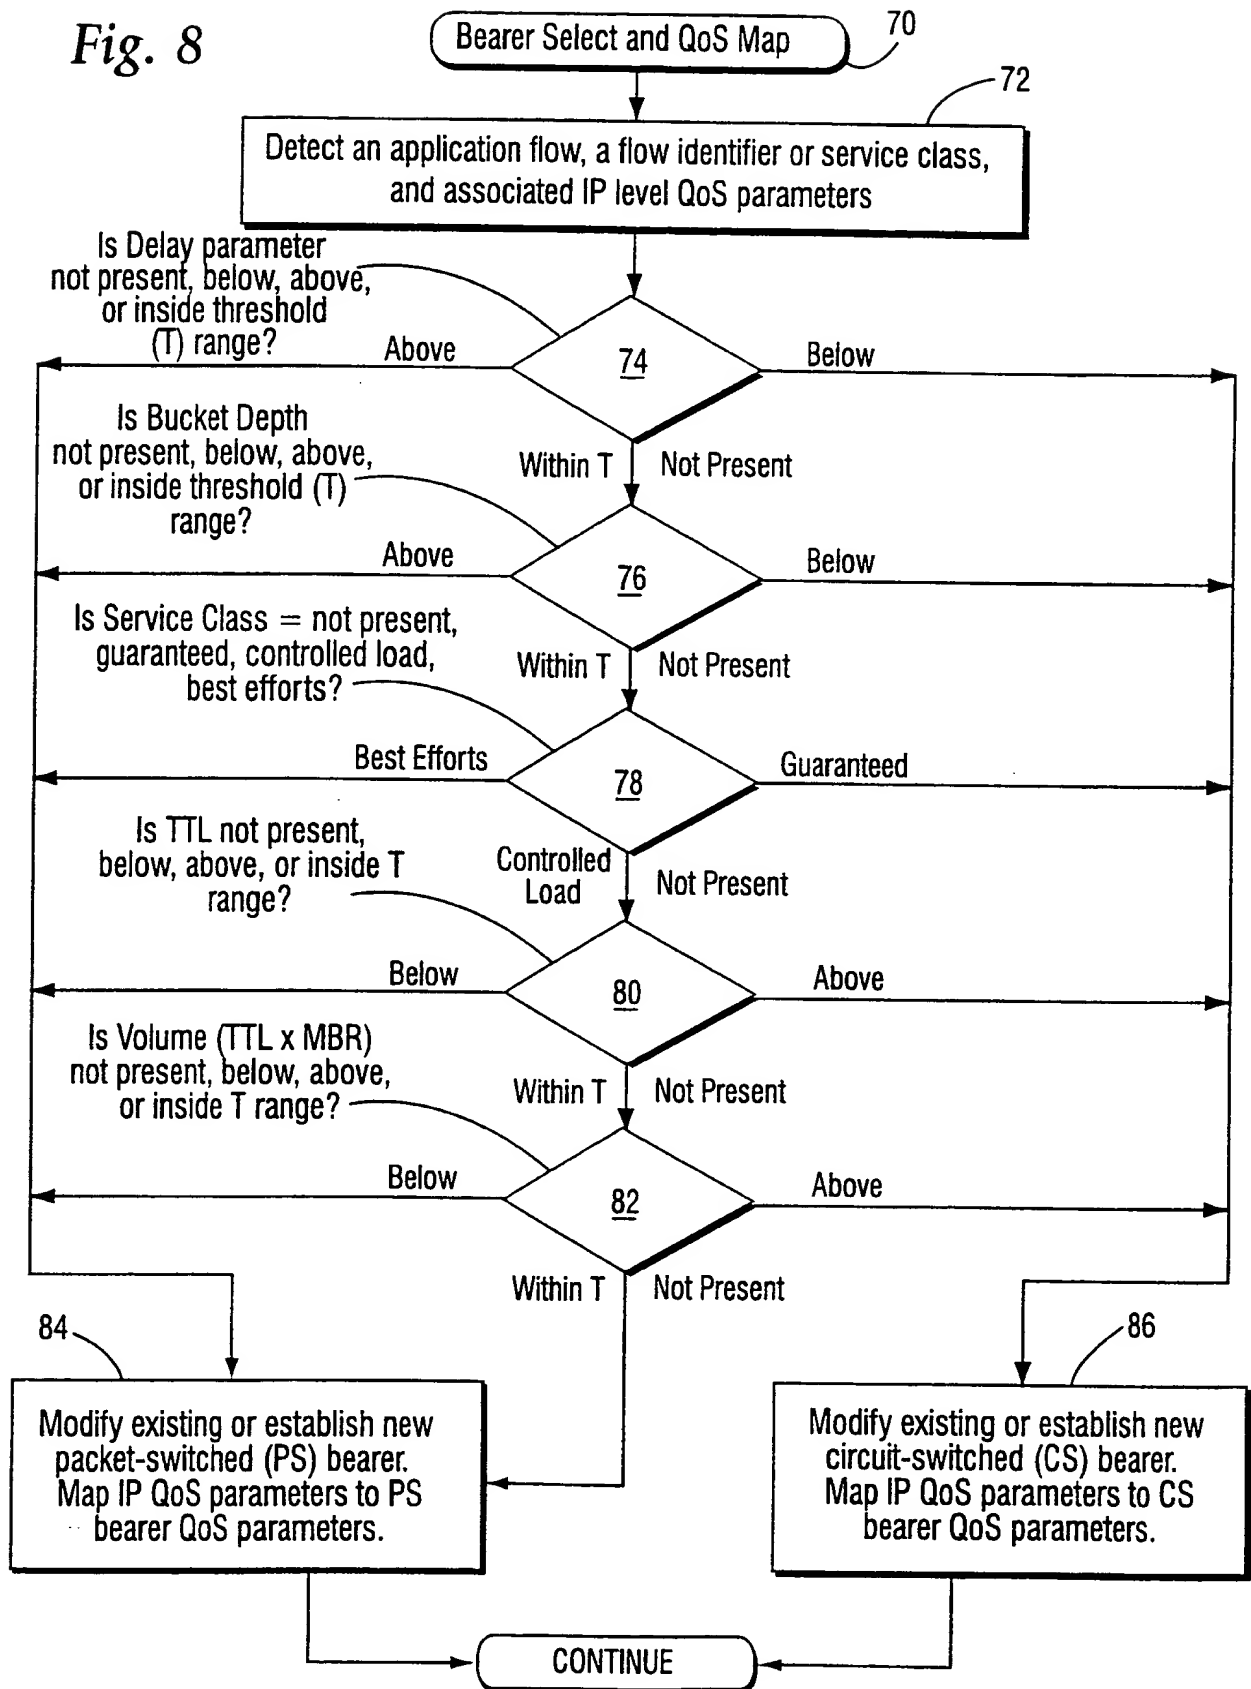 Fig. 8
Bearer Select and QoS Map
70
72
Detect an application flow, a flow identifier or service class,
and associated IP level QoS parameters
Is Delay parameter
not present, below, above,
or inside threshold
(T) range?
Above
74
Below
Within T
Not Present
Is Bucket Depth
not present, below, above,
or inside threshold (T)
range?
Above
76
Below
Within T
Not Present
Is Service Class = not present,
guaranteed, controlled load,
best efforts?
Best Efforts
78
Guaranteed
Controlled
Load
Not Present
Is TTL not present,
below, above, or inside T
range?
Below
80
Above
Within T
Not Present
Is Volume (TTL x MBR)
not present, below, above,
or inside T range?
Below
82
Above
Within T
Not Present
84
86
Modify existing or establish new
packet-switched (PS) bearer.
Map IP QoS parameters to PS
bearer QoS parameters.
Modify existing or establish new
circuit-switched (CS) bearer.
Map IP QoS parameters to CS
bearer QoS parameters.
CONTINUE